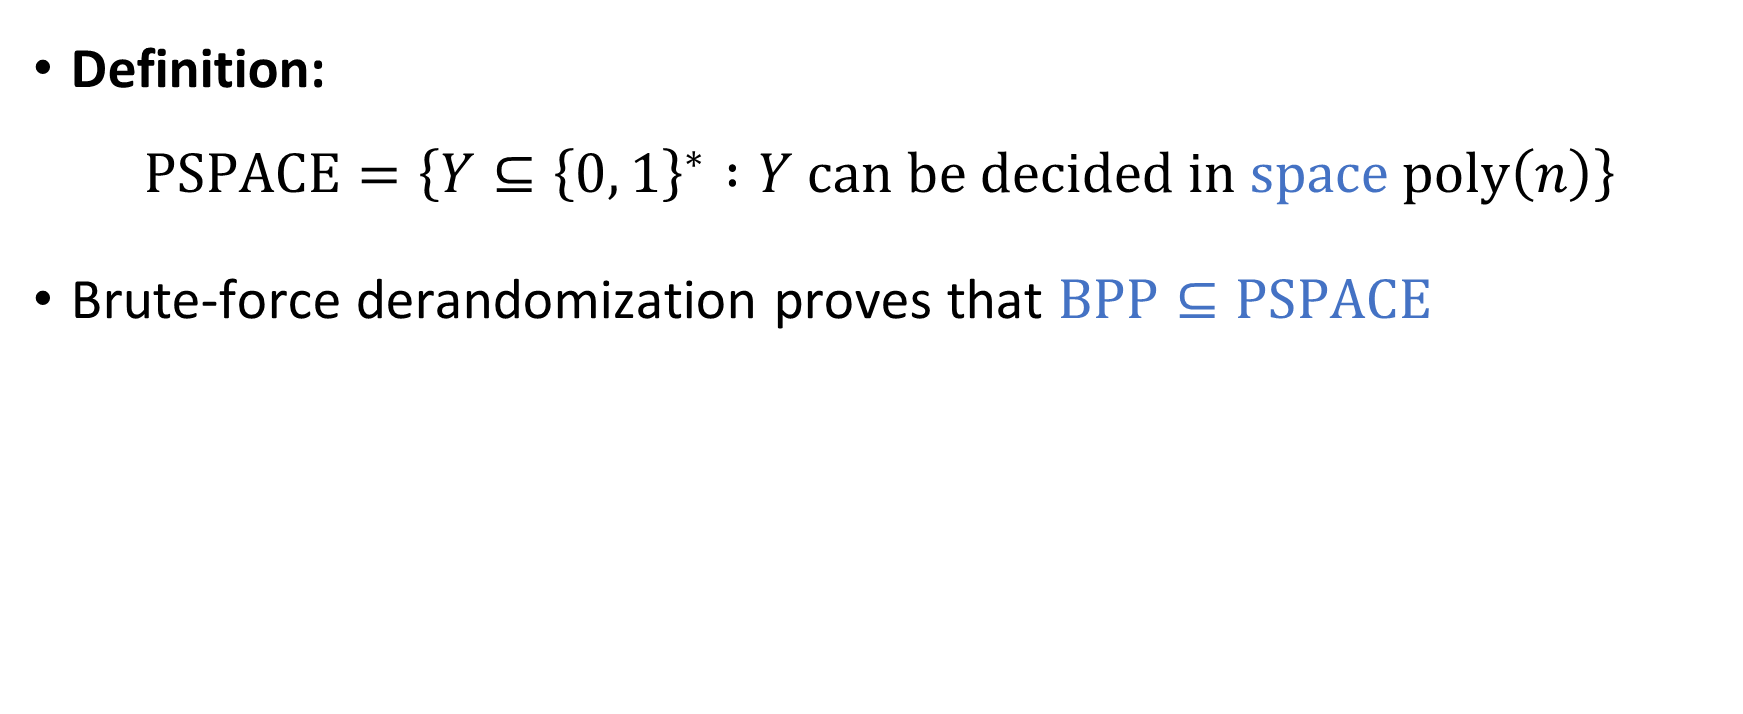 • Definition:
PSPACE = {Y ⊆ {0, 1}* : Y can be decided in space poly(n)}
• Brute-force derandomization proves that BPP ⊆ PSPACE